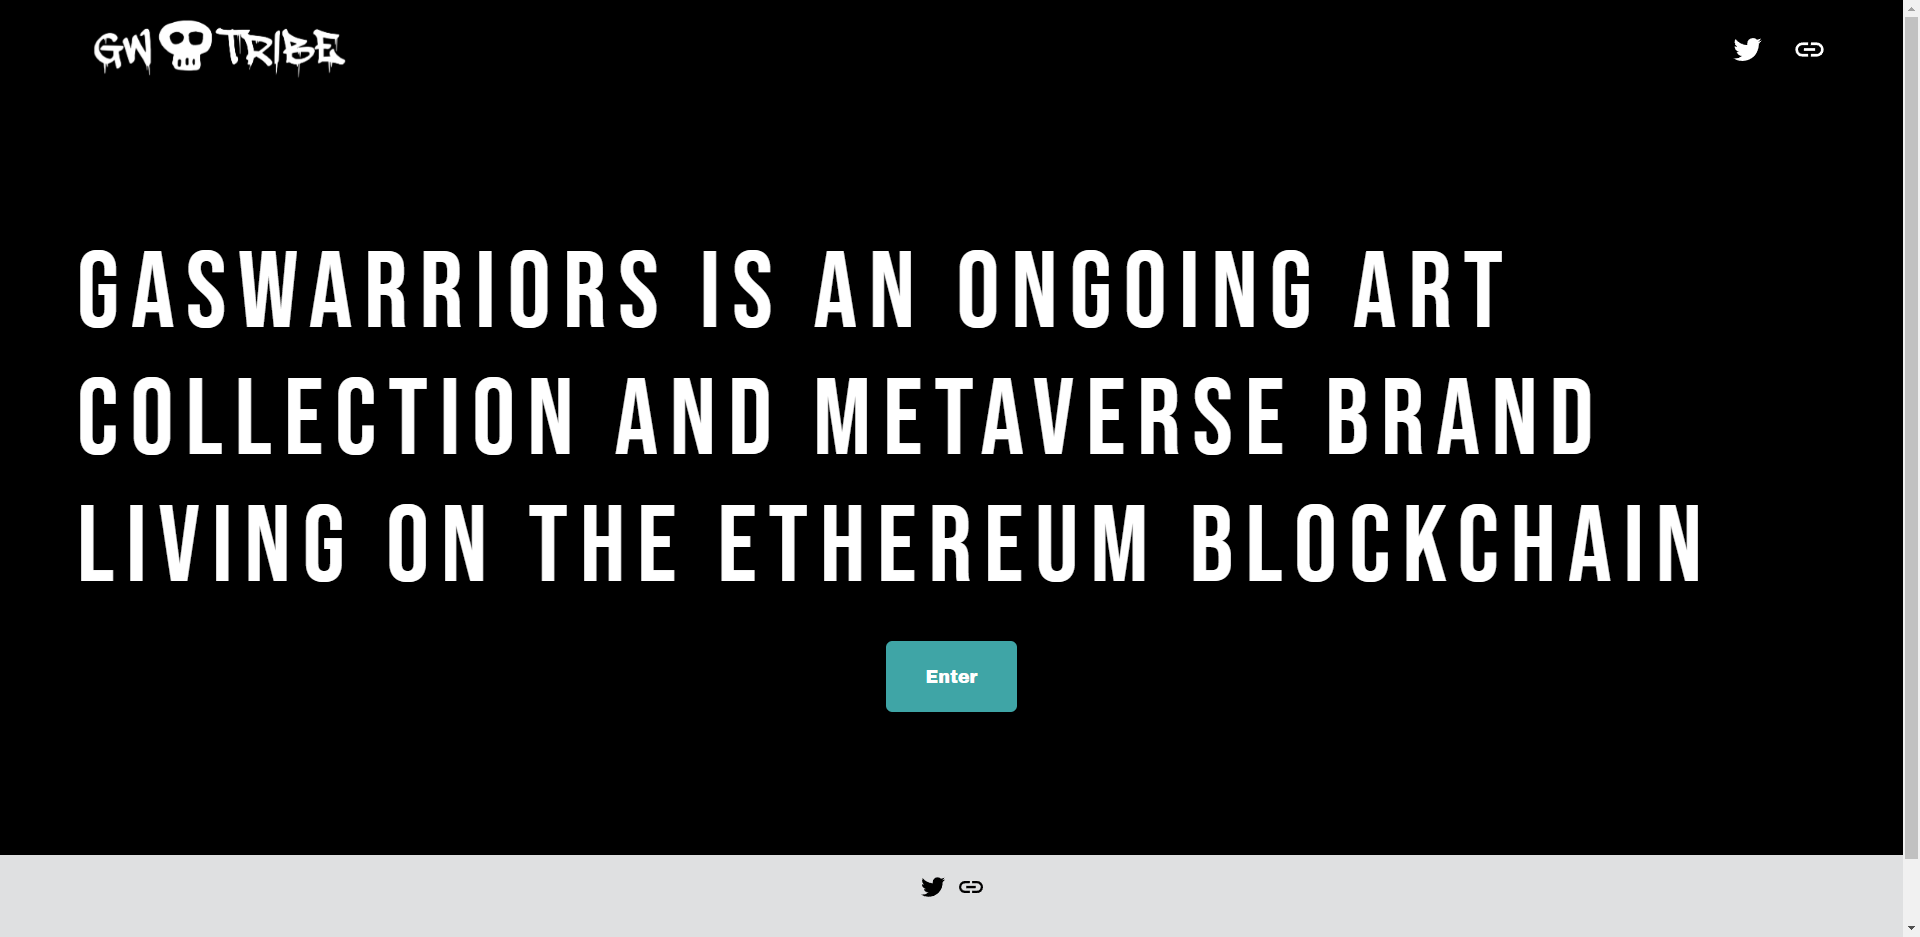 GW TRIBE
GASWARRIORS IS AN ONGOING ART
COLLECTION AND METAVERSE BRAND
LIVING ON THE ETHEREUM BLOCKCHAIN
Enter